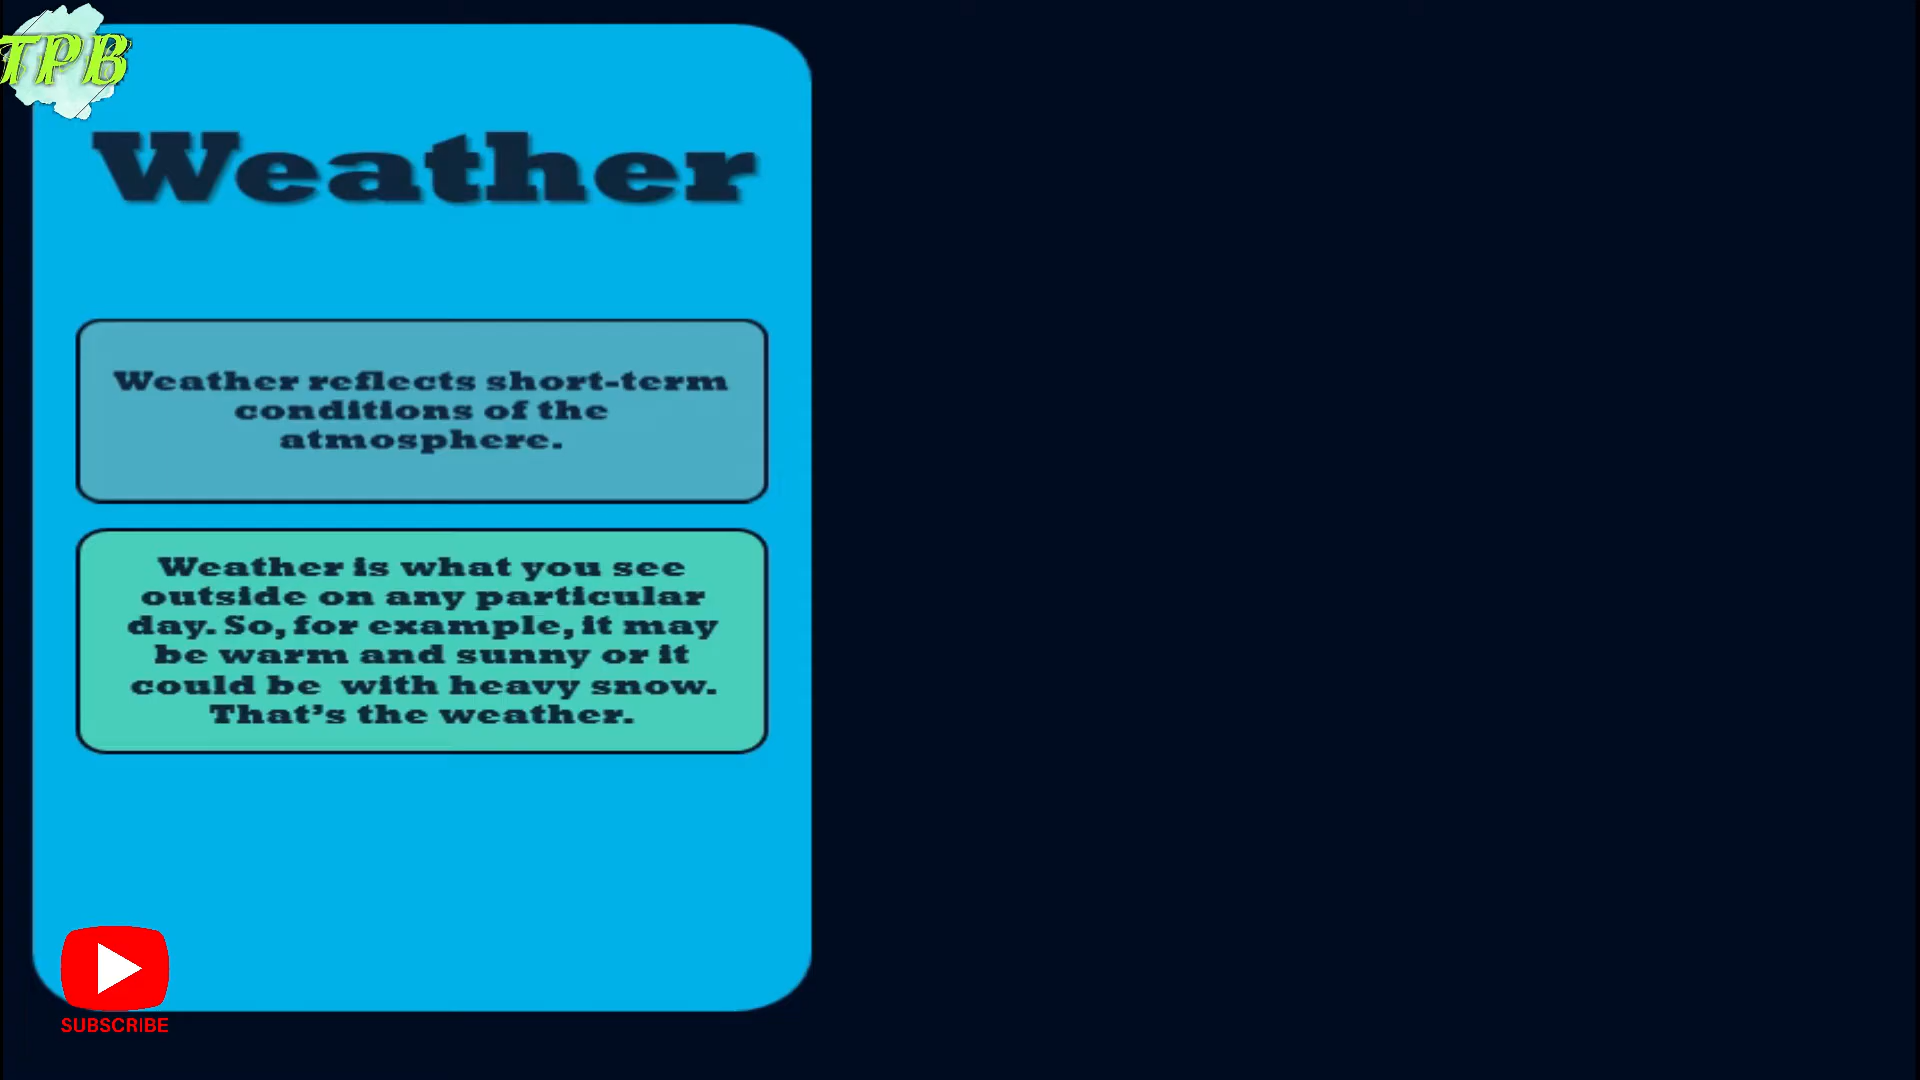 TPB
Weather
Weather reflects short-term
conditions of the
atmosphere.
Weather is what you see
outside on any particular
day. So, for example, it may
be warm and sunny or it
could be  with heavy snow.
That's the weather.
SUBSCRIBE